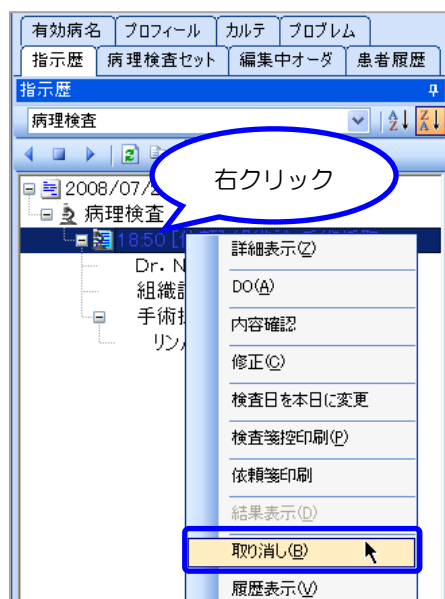 有効病名 プロフィール カルテ プロブレム
指示歴 病理検査セット 編集中オーダ 患者履歴
指示歴
病理検査
右クリック
2008/07/2
病理検査
18:50
Dr. N
組織
手術
リン
詳細表示(Z)
DO(A)
内容確認
修正(C)
検査日を本日に変更
検査箋控印刷(P)
依頼箋印刷
結果表示(D)
取り消し(B)
履歴表示(V)